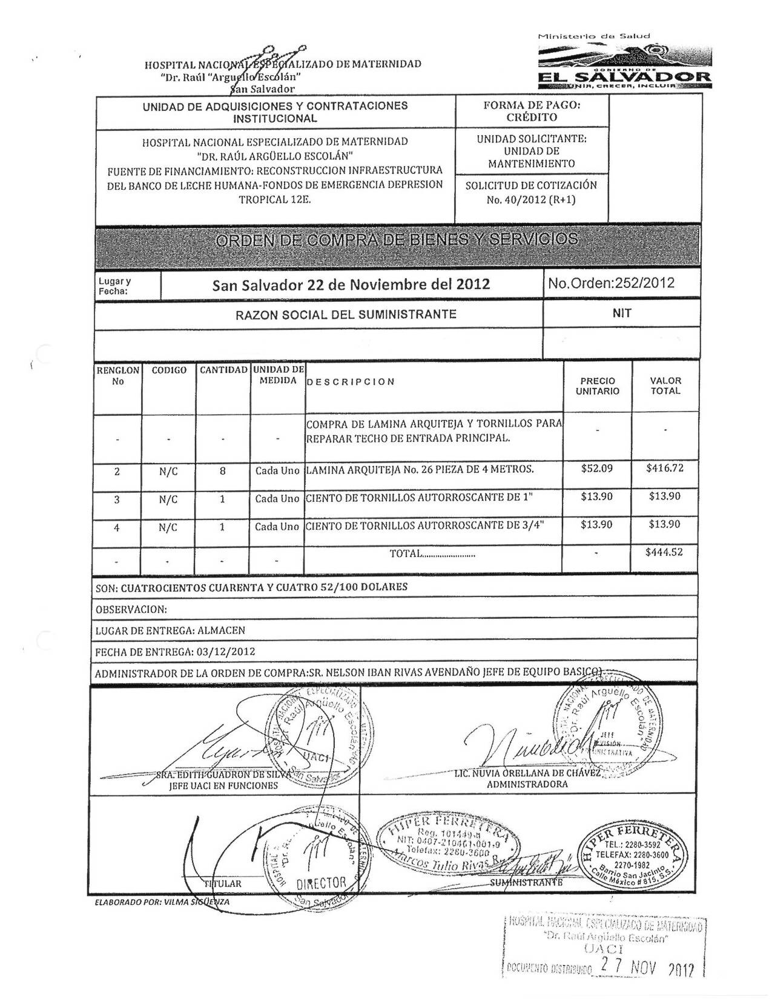 Ministerio de Salud
GOBIERNO DE
EL SALVADOR
UNIR, CRECER, INCLUIR
HOSPITAL NACIONAL ESPECIALIZADO DE MATERNIDAD
"Dr. Raúl "Arguello Escolán"
San Salvador
UNIDAD DE ADQUISICIONES Y CONTRATACIONES
INSTITUCIONAL
FORMA DE PAGO:
CRÉDITO
HOSPITAL NACIONAL ESPECIALIZADO DE MATERNIDAD
"DR. RAÚL ARGÜELLO ESCOLÁN"
FUENTE DE FINANCIAMIENTO: RECONSTRUCCION INFRAESTRUCTURA
DEL BANCO DE LECHE HUMANA-FONDOS DE EMERGENCIA DEPRESION
TROPICAL 12E.
UNIDAD SOLICITANTE:
UNIDAD DE
MANTENIMIENTO
SOLICITUD DE COTIZACIÓN
No. 40/2012 (R+1)
ORDEN DE COMPRA DE BIENES Y SERVICIOS
Lugar y
Fecha:
San Salvador 22 de Noviembre del 2012
No.Orden:252/2012
RAZON SOCIAL DEL SUMINISTRANTE
NIT
RENGLON No
CODIGO
CANTIDAD
UNIDAD DE MEDIDA
DESCRIPCION
PRECIO UNITARIO
VALOR TOTAL
- - - - COMPRA DE LAMINA ARQUITEJA Y TORNILLOS PARA - -
REPARAR TECHO DE ENTRADA PRINCIPAL.
2 N/C 8 Cada Uno LAMINA ARQUITEJA No. 26 PIEZA DE 4 METROS. $52.09 $416.72
3 N/C 1 Cada Uno CIENTO DE TORNILLOS AUTORROSCANTE DE 1" $13.90 $13.90
4 N/C 1 Cada Uno CIENTO DE TORNILLOS AUTORROSCANTE DE 3/4" $13.90 $13.90
- - - - TOTAL........................ - $444.52
SON: CUATROCIENTOS CUARENTA Y CUATRO 52/100 DOLARES
OBSERVACION:
LUGAR DE ENTREGA: ALMACEN
FECHA DE ENTREGA: 03/12/2012
ADMINISTRADOR DE LA ORDEN DE COMPRA:SR. NELSON IBAN RIVAS AVENDAÑO JEFE DE EQUIPO BASICO)
HOSPITAL NACIONAL ESPECIALIZADO DE MATERNIDAD
"Dr. Raúl Argüello Escolán"
UACI
San Salvador
SRA. EDITH GUADRON DE SILVA
JEFE UACI EN FUNCIONES
NACIONAL ESPECIALIZADO DE MATERNIDAD
"Dr. Raúl Argüello Escolán"
JEFE
DIVISIÓN
ADMINISTRATIVA
San Salvador
LIC. NUVIA ORELLANA DE CHÁVEZ
ADMINISTRADORA
DIRECTOR
San Salvador
TITULAR
HIPER FERRETERA
Reg. 101449-8
NIT: 0407-210461-001-9
Telefax: 2280-3600
Marcos Tulio Rivas R.
SUMINISTRANTE
HIPER FERRETERA
TEL.: 2280-3592
TELEFAX: 2280-3600
2270-1982
Barrio San Jacinto
Calle México # 815, S.S.
ELABORADO POR: VILMA SIGÜENZA
HOSPITAL NACIONAL ESPECIALIZADO DE MATERNIDAD
"Dr. Raúl Argüello Escolán"
UACI
DOCUMENTO DISTRIBUIDO 27 NOV 2012